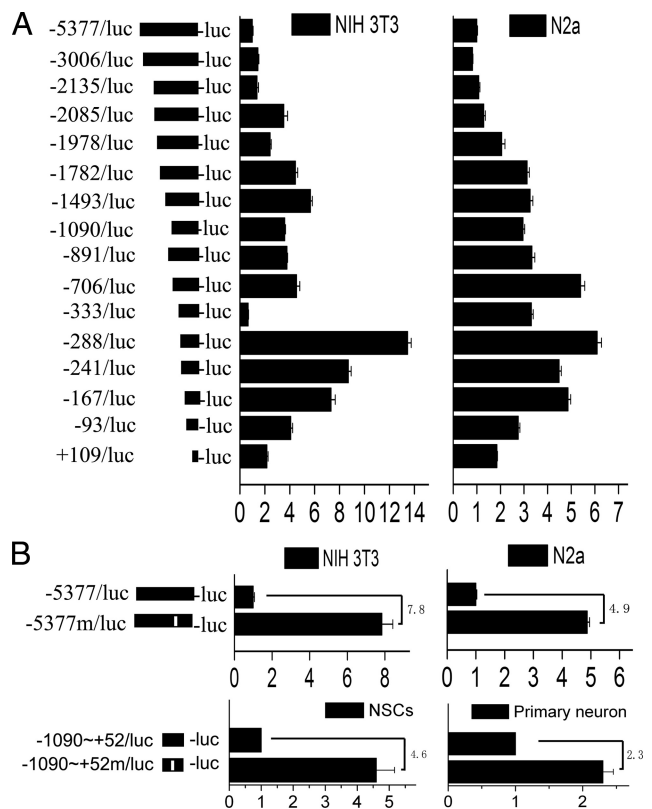 A
NIH 3T3
N2a
-5377/luc -luc
-3006/luc -luc
-2135/luc -luc
-2085/luc -luc
-1978/luc -luc
-1782/luc -luc
-1493/luc -luc
-1090/luc -luc
-891/luc -luc
-706/luc -luc
-333/luc -luc
-288/luc -luc
-241/luc -luc
-167/luc -luc
-93/luc -luc
+109/luc -luc
0 2 4 6 8 10 12 14
0 1 2 3 4 5 6 7
B
NIH 3T3
N2a
-5377/luc -luc
-5377m/luc -luc
7.8
4.9
0 2 4 6 8
0 1 2 3 4 5 6
NSCs
Primary neuron
-1090~+52/luc -luc
-1090~+52m/luc -luc
4.6
2.3
0 1 2 3 4 5
0 1 2